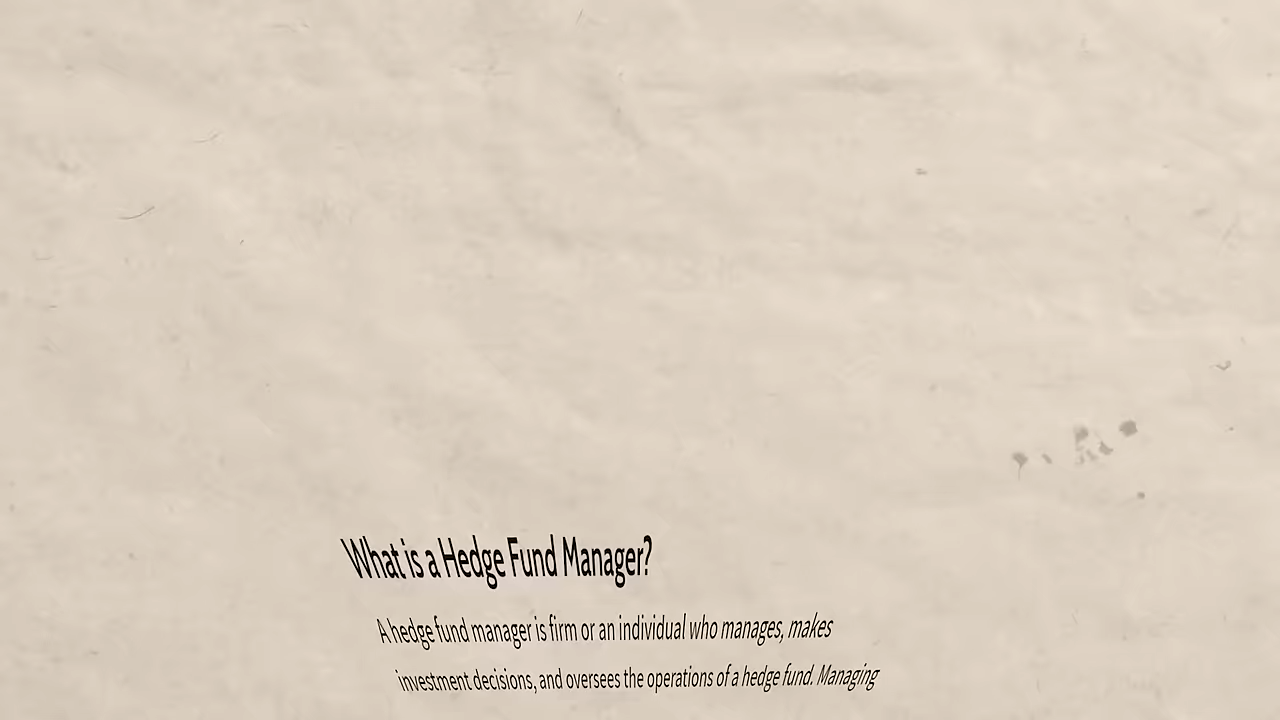 What is a Hedge Fund Manager?
A hedge fund manager is firm or an individual who manages, makes
investment decisions, and oversees the operations of a hedge fund. Managing